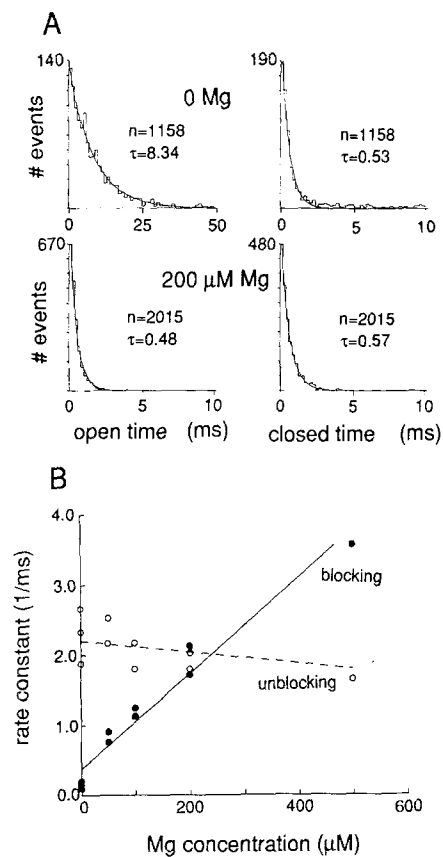 A
140
190
0 Mg
n=1158
τ=8.34
n=1158
τ=0.53
# events
0 25 50
0 5 10
670
480
200 μM Mg
n=2015
τ=0.48
n=2015
τ=0.57
# events
0 5 10
0 5 10
open time (ms)
closed time (ms)
B
4.0
3.0
2.0
1.0
0.0
rate constant (1/ms)
blocking
unblocking
0 200 400 600
Mg concentration (μM)